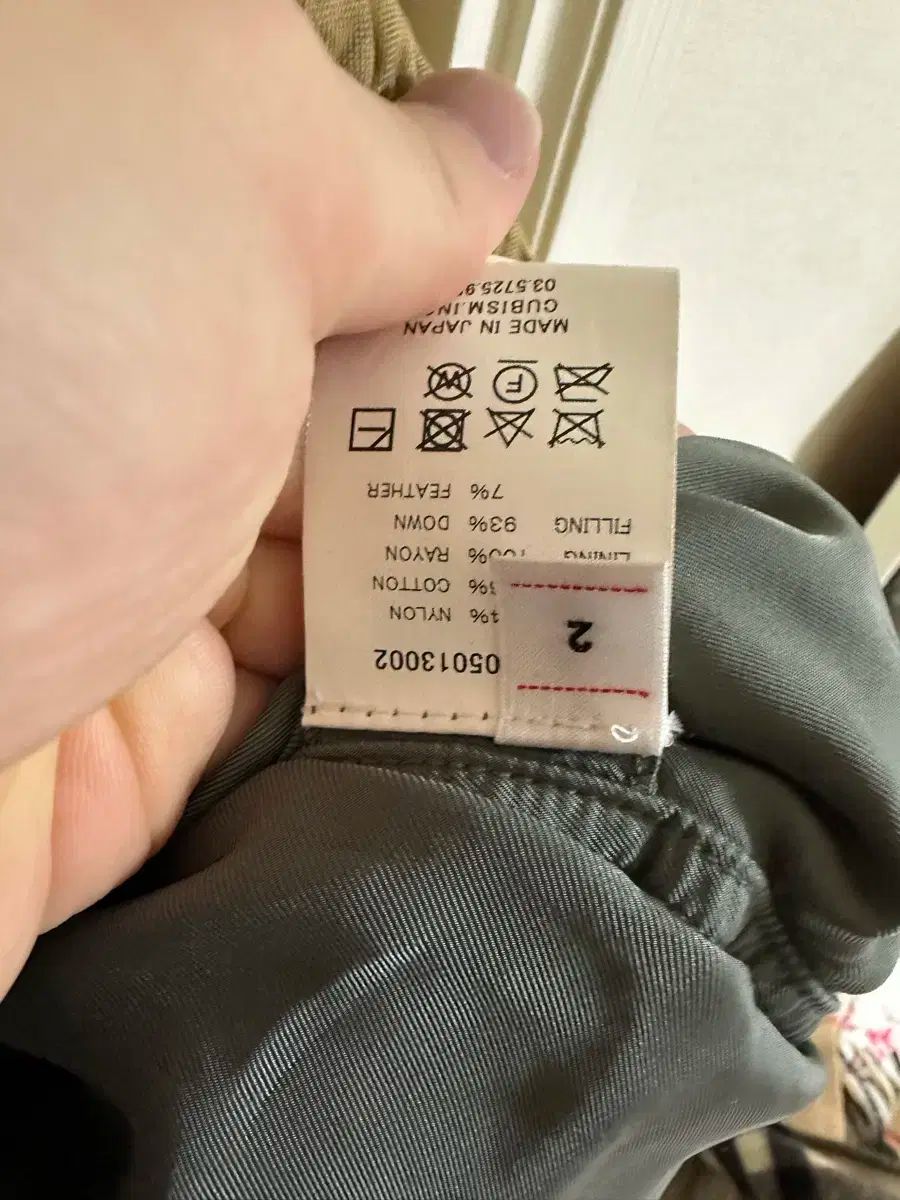 2
05013002
% NYLON
% COTTON
LINING % RAYON
FILLING 93% DOWN
7% FEATHER
F
W
MADE IN JAPAN
CUBISM.INC
03.5725.9